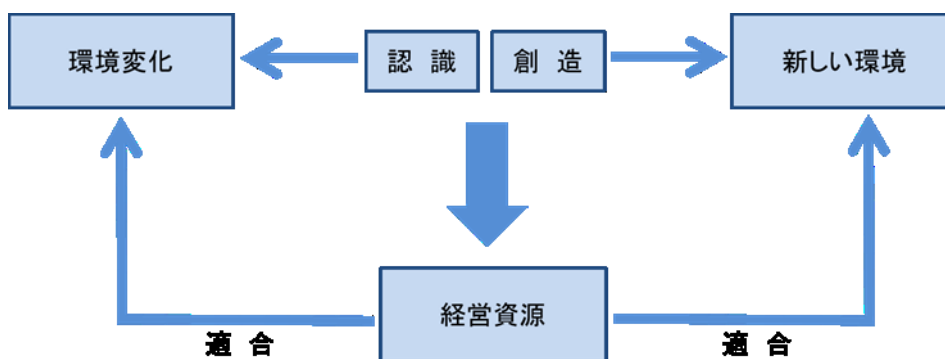 環境変化
認 識
創 造
新しい環境
経営資源
適 合
適 合